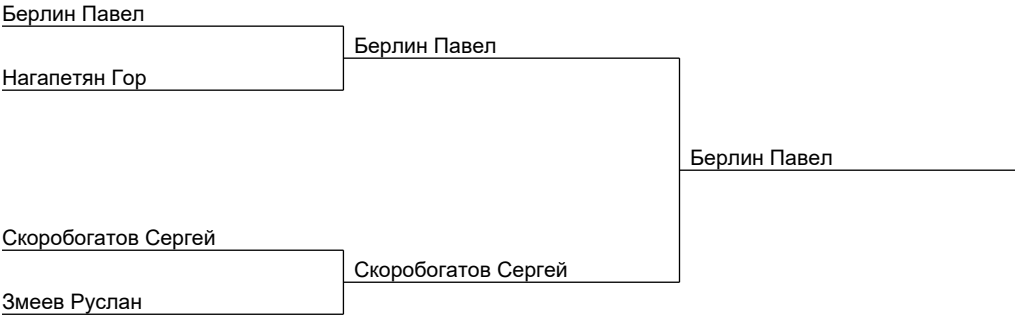 Берлин Павел
Берлин Павел
Нагапетян Гор
Берлин Павел
Скоробогатов Сергей
Скоробогатов Сергей
Змеев Руслан